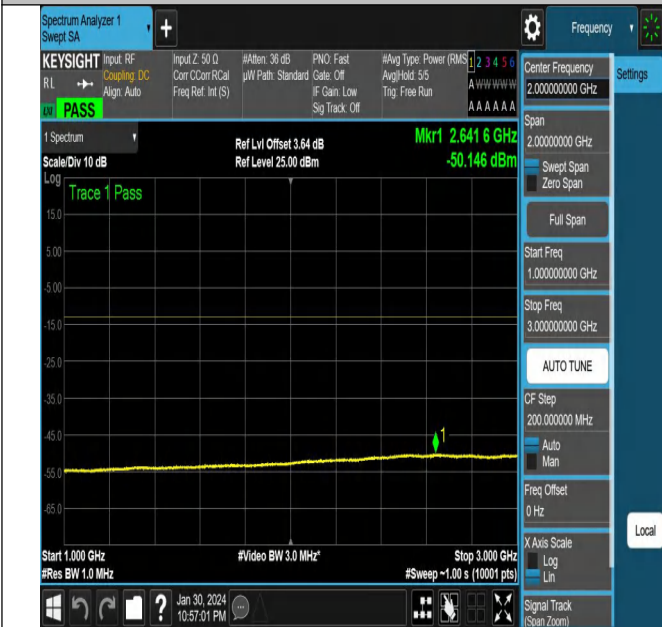 Spectrum Analyzer 1
Swept SA
+
Frequency
KEYSIGHT
RL
PASS
Input: RF
Coupling: DC
Align: Auto
Input Z: 50 Ω
Corr CCorr RCal
Freq Ref: Int (S)
#Atten: 36 dB
µW Path: Standard
PNO: Fast
Gate: Off
IF Gain: Low
Sig Track: Off
#Avg Type: Power (RMS
Avg|Hold: 5/5
Trig: Free Run
1 2 3 4 5 6
A W W W W W
A A A A A A
1 Spectrum
Scale/Div 10 dB
Ref Lvl Offset 3.64 dB
Ref Level 25.00 dBm
Mkr1 2.641 6 GHz
-50.146 dBm
Log
Trace 1 Pass
15.0
5.00
-5.00
-15.0
-25.0
-35.0
-45.0
-55.0
-65.0
1
Start 1.000 GHz
#Res BW 1.0 MHz
#Video BW 3.0 MHz*
Stop 3.000 GHz
#Sweep ~1.00 s (10001 pts)
Jan 30, 2024
10:57:01 PM
?
Center Frequency
2.000000000 GHz
Span
2.00000000 GHz
Swept Span
Zero Span
Full Span
Start Freq
1.000000000 GHz
Stop Freq
3.000000000 GHz
AUTO TUNE
CF Step
200.000000 MHz
Auto
Man
Freq Offset
0 Hz
X Axis Scale
Log
Lin
Signal Track
(Span Zoom)
Settings
Local